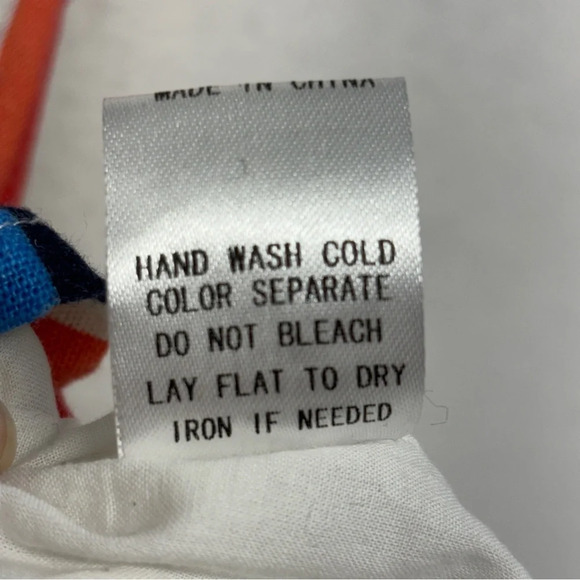 MADE IN CHINA
HAND WASH COLD
COLOR SEPARATE
DO NOT BLEACH
LAY FLAT TO DRY
IRON IF NEEDED